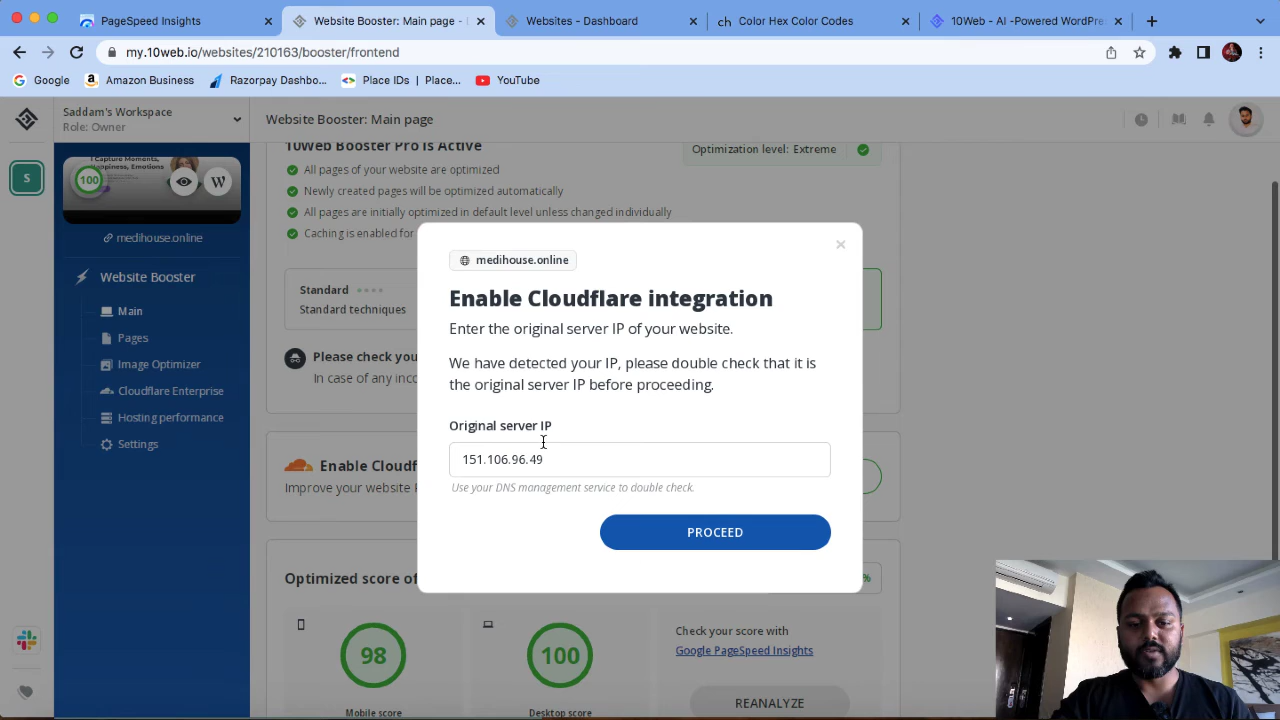 PageSpeed Insights
Website Booster: Main page -
Websites - Dashboard
ch Color Hex Color Codes
10Web - AI -Powered WordPre
my.10web.io/websites/210163/booster/frontend
Google
Amazon Business
Razorpay Dashbo...
Place IDs | Place...
YouTube
Saddam's Workspace
Role: Owner
Website Booster: Main page
S
I Capture Moments,
Happiness, Emotions
100
W
medihouse.online
Website Booster
Main
Pages
Image Optimizer
Cloudflare Enterprise
Hosting performance
Settings
10Web Booster Pro is Active
Optimization level: Extreme
All pages of your website are optimized
Newly created pages will be optimized automatically
All pages are initially optimized in default level unless changed individually
Caching is enabled for
Standard
Standard techniques
Please check you
In case of any inco
Enable Cloudf
Improve your website
Optimized score of
%
98
Mobile score
100
Desktop score
Check your score with
Google PageSpeed Insights
REANALYZE
medihouse.online
Enable Cloudflare integration
Enter the original server IP of your website.
We have detected your IP, please double check that it is
the original server IP before proceeding.
Original server IP
151.106.96.49
Use your DNS management service to double check.
PROCEED